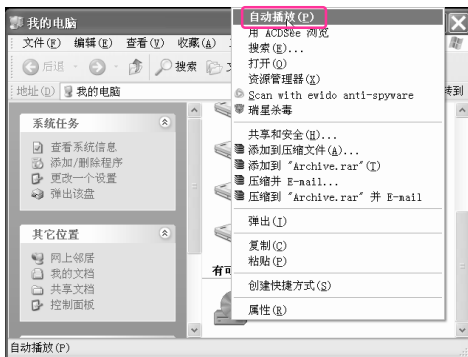 我的电脑
文件(F) 编辑(E) 查看(V) 收藏(A)
后退
搜索
地址(D) 我的电脑
转到
系统任务
查看系统信息
添加/删除程序
更改一个设置
弹出该盘
其它位置
网上邻居
我的文档
共享文档
控制面板
有可
自动播放(P)
用 ACDSee 浏览
搜索(E)...
打开(O)
资源管理器(X)
Scan with ewido anti-spyware
瑞星杀毒
共享和安全(H)...
添加到压缩文件(A)...
添加到 "Archive.rar"(T)
压缩并 E-mail...
压缩到 "Archive.rar" 并 E-mail
弹出(I)
复制(C)
粘贴(P)
创建快捷方式(S)
属性(R)
自动播放(P)